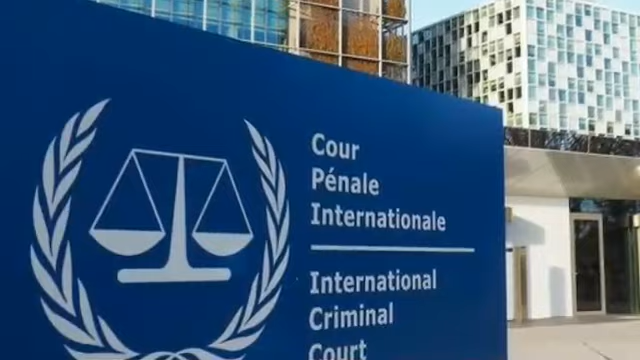 Cour
Pénale
Internationale
International
Criminal
Court